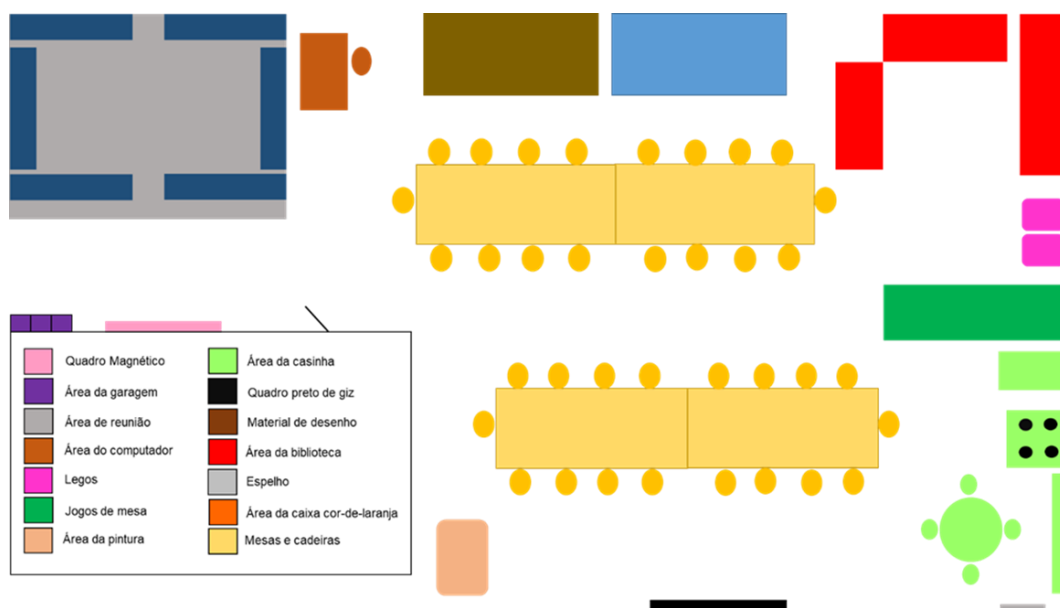 Quadro Magnético
Área da garagem
Área de reunião
Área do computador
Legos
Jogos de mesa
Área da pintura
Área da casinha
Quadro preto de giz
Material de desenho
Área da biblioteca
Espelho
Área da caixa cor-de-laranja
Mesas e cadeiras